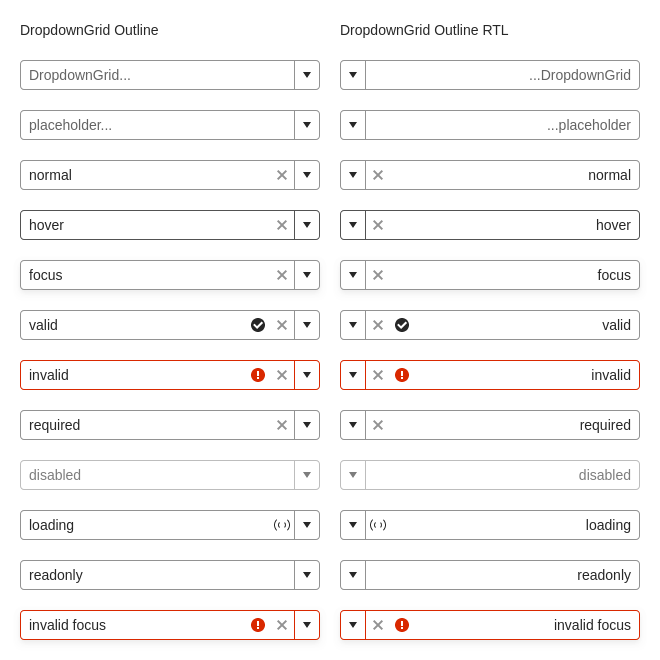 DropdownGrid Outline
DropdownGrid...
placeholder...
normal
hover
focus
valid
invalid
required
disabled
loading
readonly
invalid focus
DropdownGrid Outline RTL
...DropdownGrid
...placeholder
normal
hover
focus
valid
invalid
required
disabled
loading
readonly
invalid focus